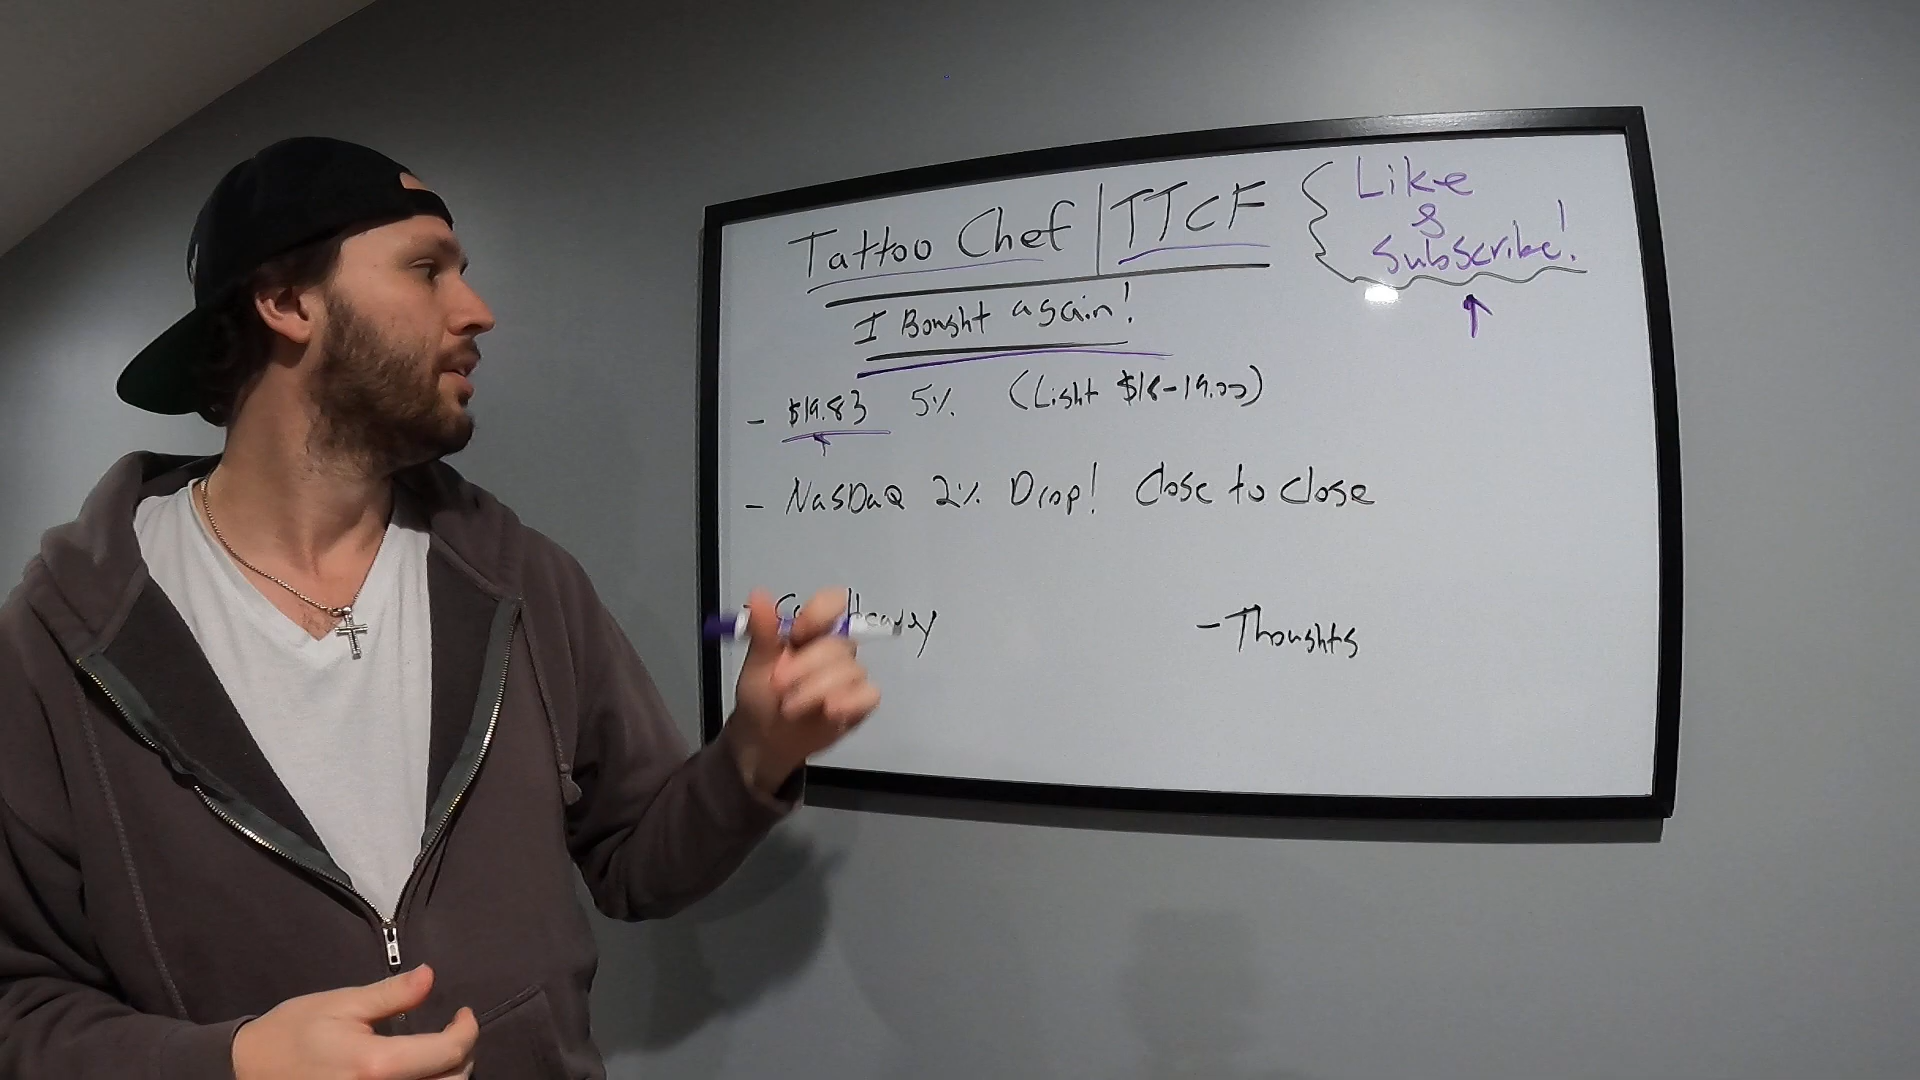 Tattoo Chef | TTCF
Like
&
Subscribe!
I Bought again!
- $19.83 5% (Light $18-19.00)
- NasDaQ 2% Drop! Close to close
Heavy
- Thoughts